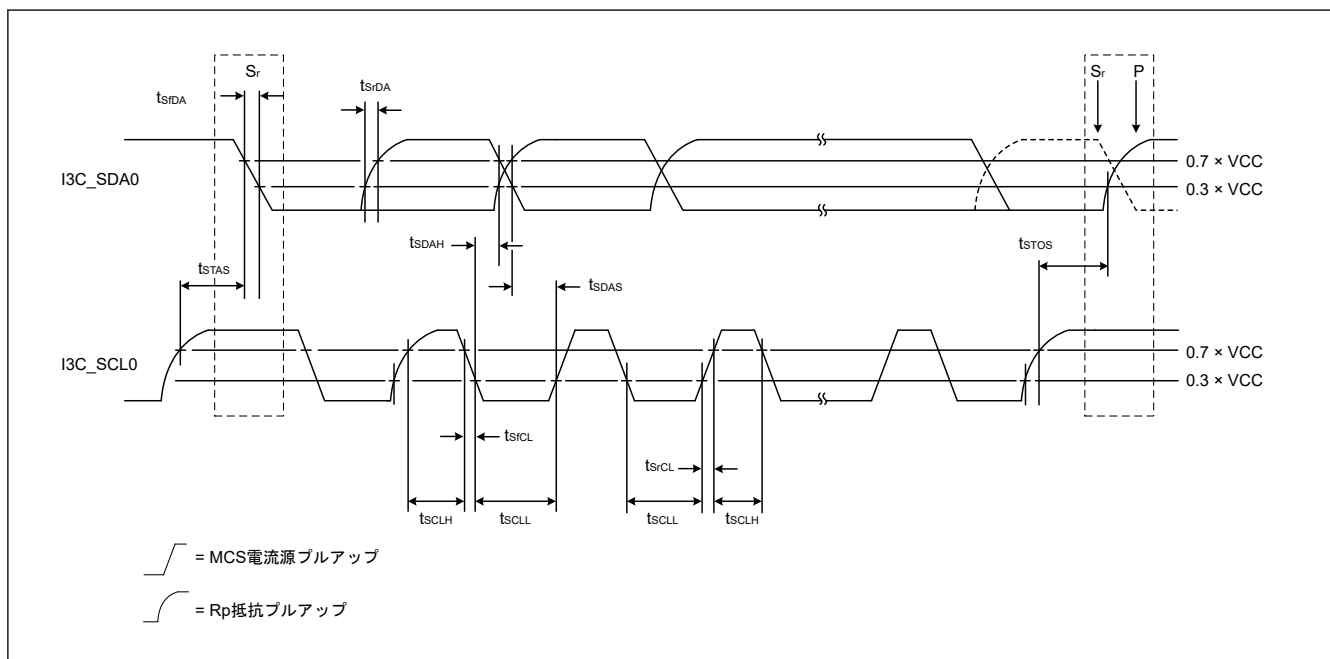 Sr
Sr P
tSfDA
tSrDA
0.7 × VCC
I3C_SDA0
0.3 × VCC
tSDAH
tSTOS
tSTAS
tSDAS
I3C_SCL0
0.7 × VCC
0.3 × VCC
tSfCL
tSrCL
tSCLH tSCLL tSCLL tSCLH
= MCS電流源プルアップ
= Rp抵抗プルアップ